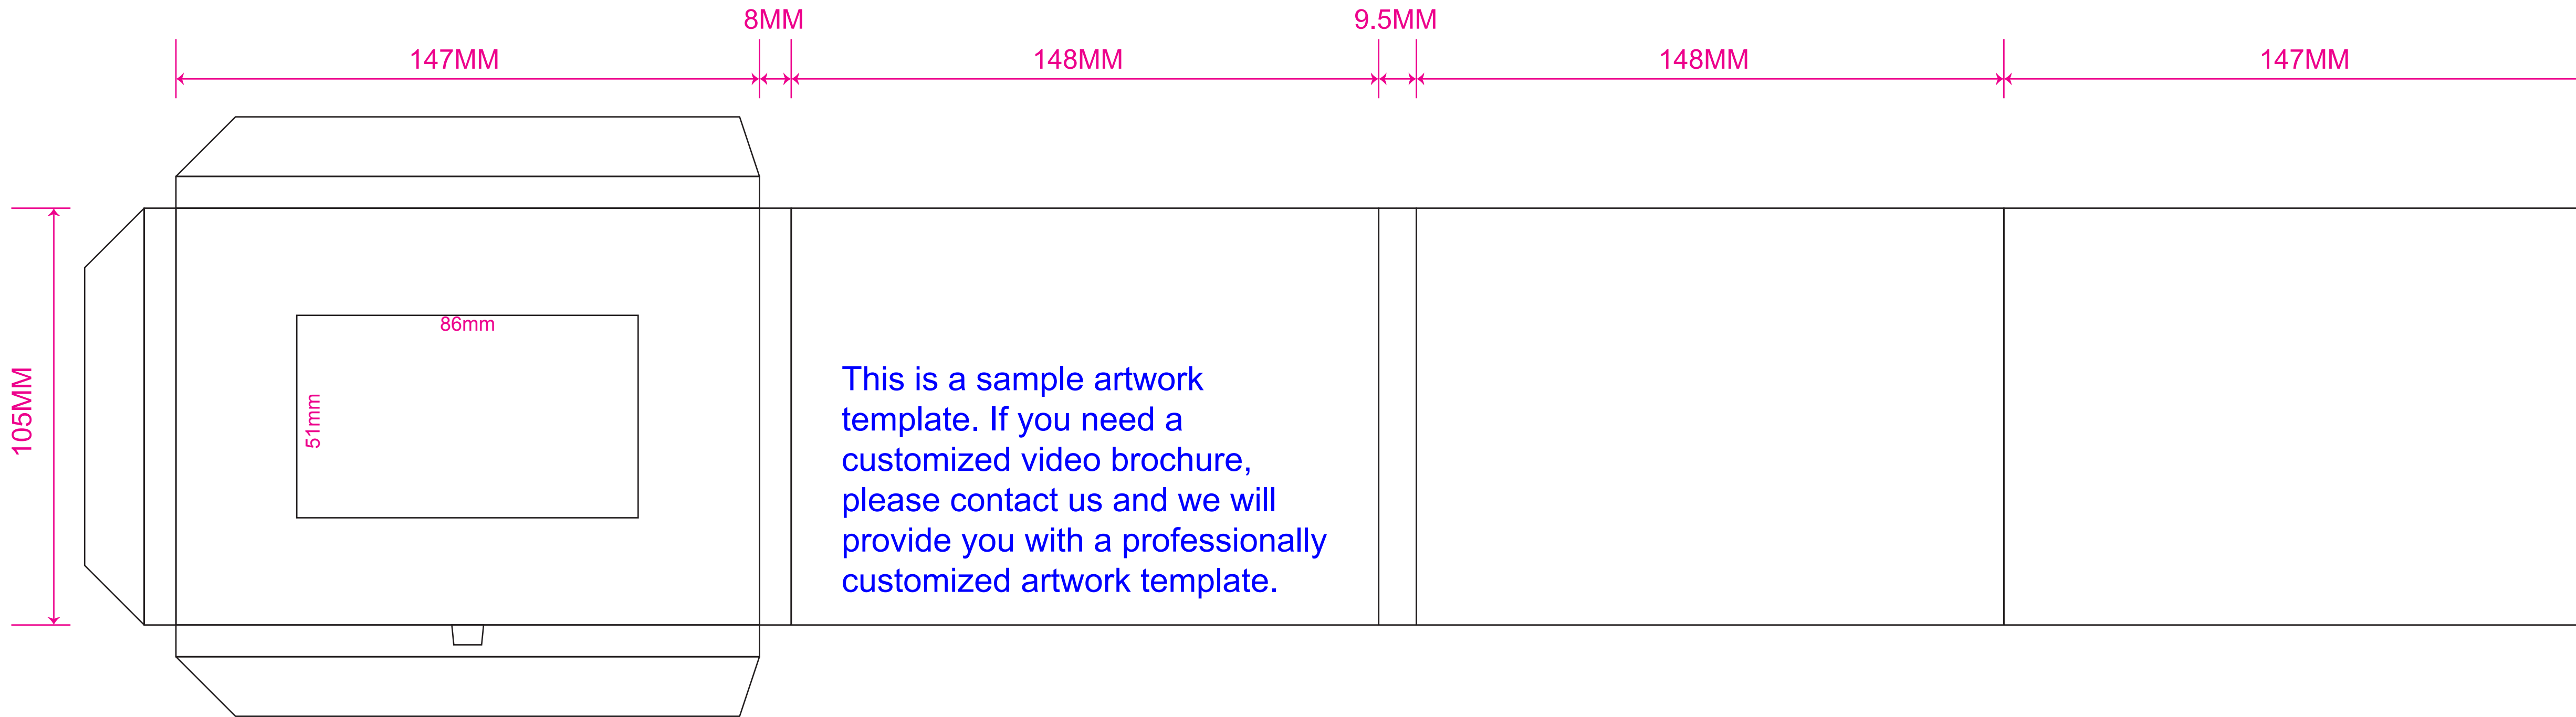 8MM
9.5MM
147MM
148MM
148MM
147MM
86mm
51mm
105MM
This is a sample artwork
template. If you need a
customized video brochure,
please contact us and we will
provide you with a professionally
customized artwork template.